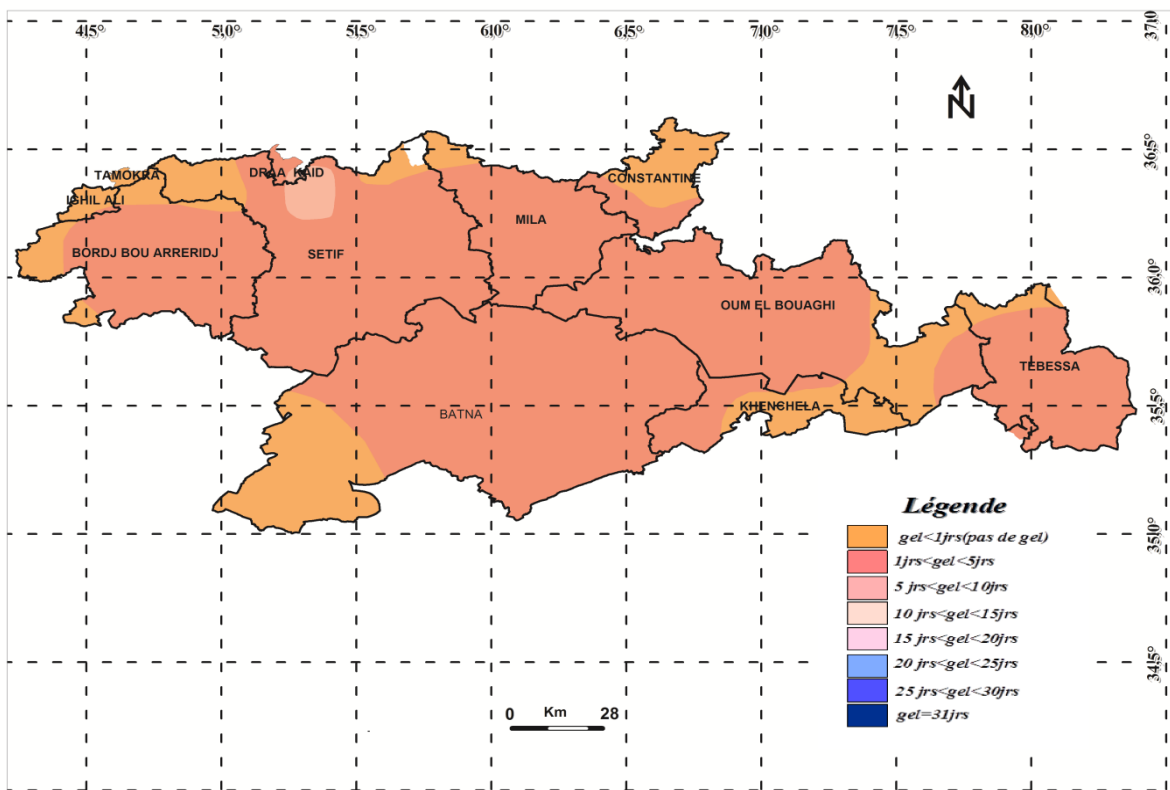 4.5° 5.0° 5.5° 6.0° 6.5° 7.0° 7.5° 8.0°
37.0
N
36.5°
DRAA KAID
TAMOKRA
CONSTANTINE
ISHIL ALI
MILA
BORDJ BOU ARRERIDJ
SETIF
36.0°
OUM EL BOUAGHI
TEBESSA
35.5°
KHENCHELA
BATNA
35.0°
Légende
gel<1jrs(pas de gel)
1jrs<gel<5jrs
5 jrs<gel<10jrs
10 jrs<gel<15jrs
15 jrs<gel<20jrs
20 jrs<gel<25jrs
25 jrs<gel<30jrs
gel=31jrs
34.5°
0 Km 28